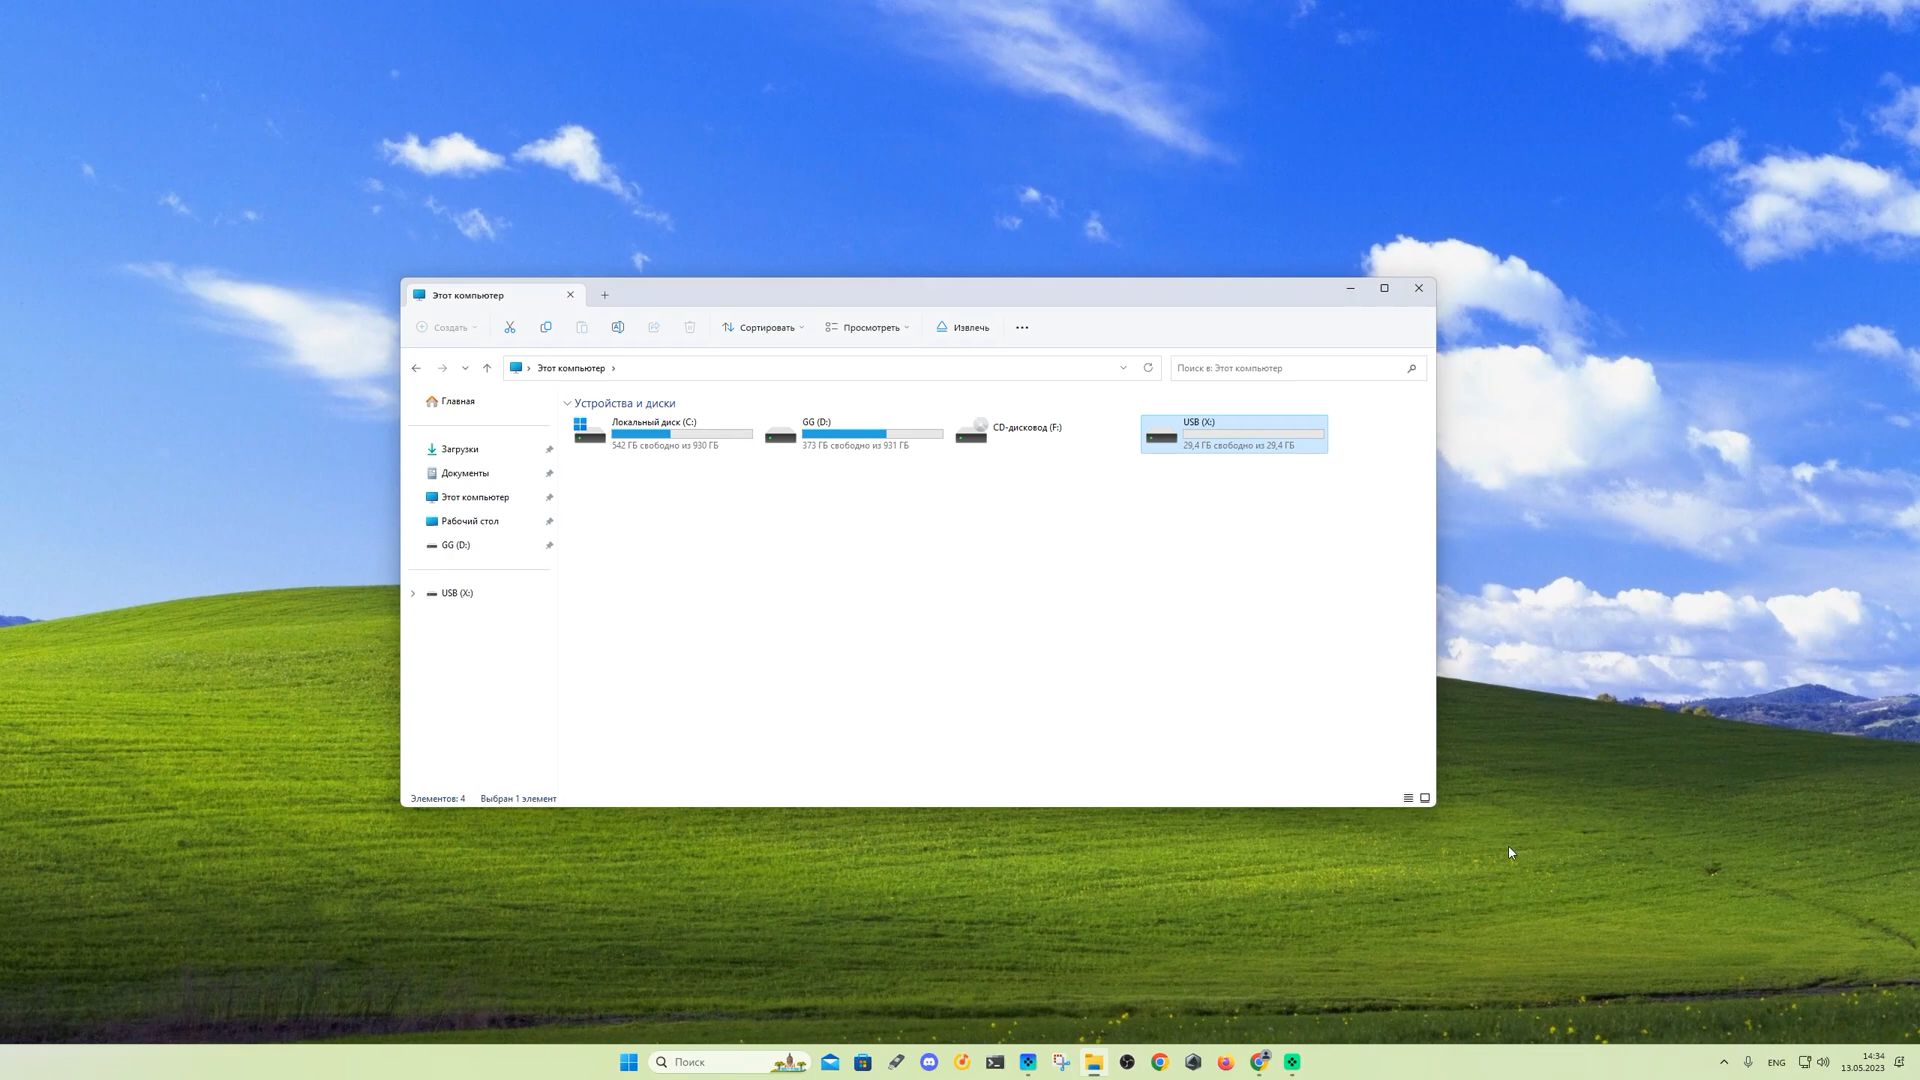 Этот компьютер
Создать
Сортировать
Просмотреть
Извлечь
Этот компьютер
Поиск в: Этот компьютер
Главная
Загрузки
Документы
Этот компьютер
Рабочий стол
GG (D:)
USB (X:)
Устройства и диски
Локальный диск (C:)
542 ГБ свободно из 930 ГБ
GG (D:)
373 ГБ свободно из 931 ГБ
CD-дисковод (F:)
USB (X:)
29,4 ГБ свободно из 29,4 ГБ
Элементов: 4 Выбран 1 элемент
Поиск
ENG
14:34
13.05.2023